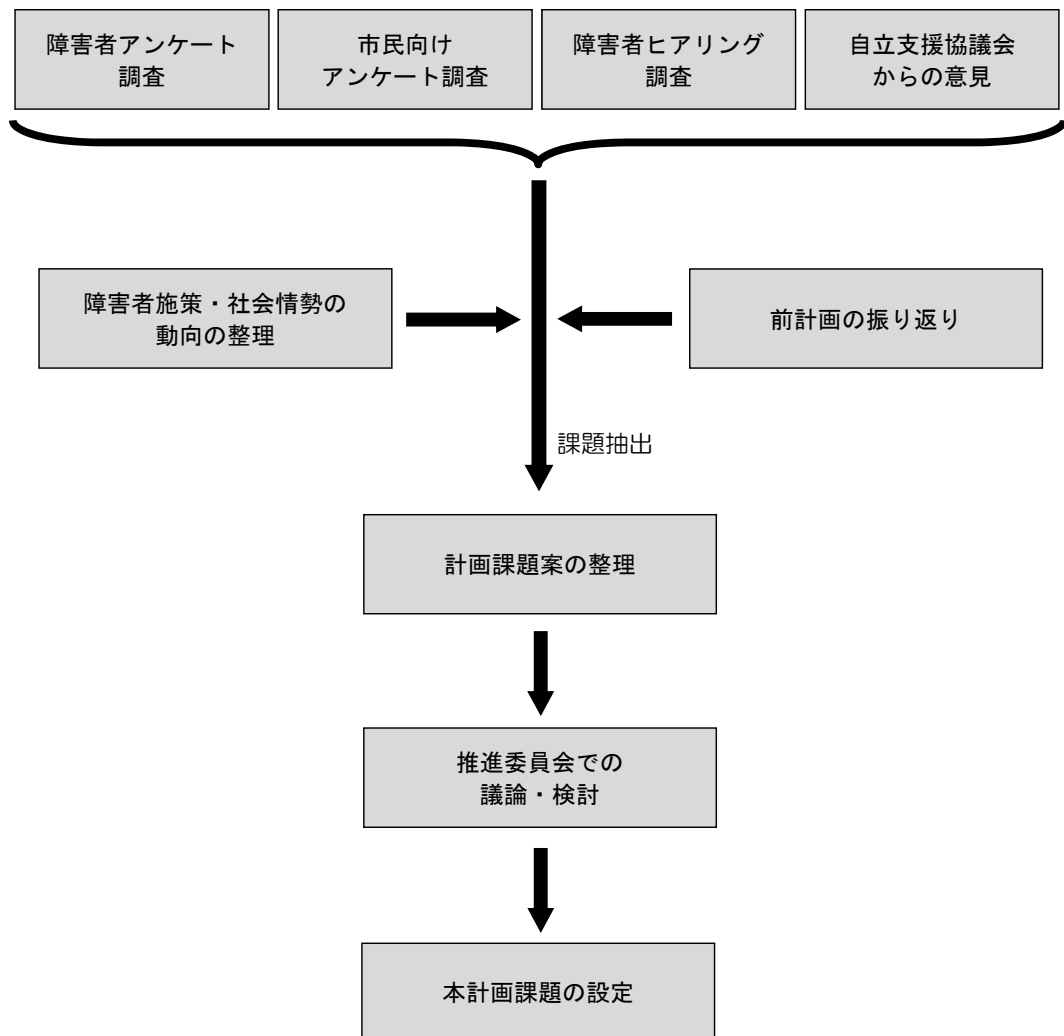 障害者アンケート
調査
市民向け
アンケート調査
障害者ヒアリング
調査
自立支援協議会
からの意見
障害者施策・社会情勢の
動向の整理
前計画の振り返り
課題抽出
計画課題案の整理
推進委員会での
議論・検討
本計画課題の設定